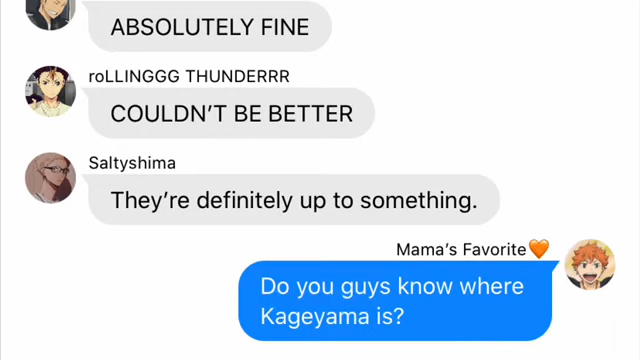 ABSOLUTELY FINE
roLLINGGG THUNDERRR
COULDN'T BE BETTER
Saltyshima
They're definitely up to something.
Mama's Favorite🧡
Do you guys know where
Kageyama is?